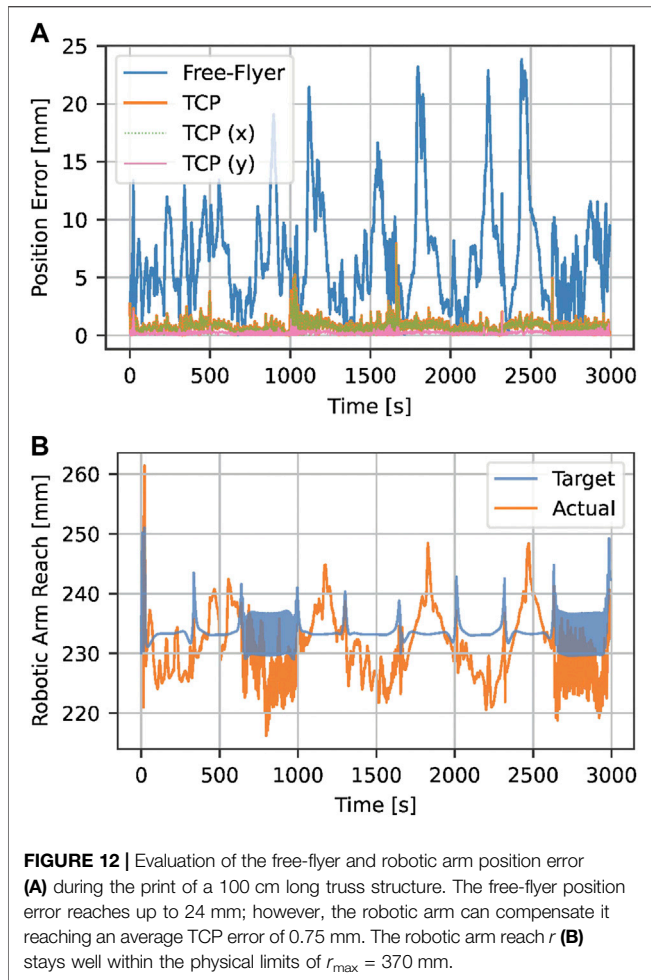 A
25
20
15
10
5
0
Position Error [mm]
Free-Flyer
TCP
TCP (x)
TCP (y)
0 500 1000 1500 2000 2500 3000
Time [s]
B
260
250
240
230
220
Robotic Arm Reach [mm]
Target
Actual
0 500 1000 1500 2000 2500 3000
Time [s]
FIGURE 12 | Evaluation of the free-flyer and robotic arm position error
(A) during the print of a 100 cm long truss structure. The free-flyer position
error reaches up to 24 mm; however, the robotic arm can compensate it
reaching an average TCP error of 0.75 mm. The robotic arm reach r (B)
stays well within the physical limits of rmax = 370 mm.